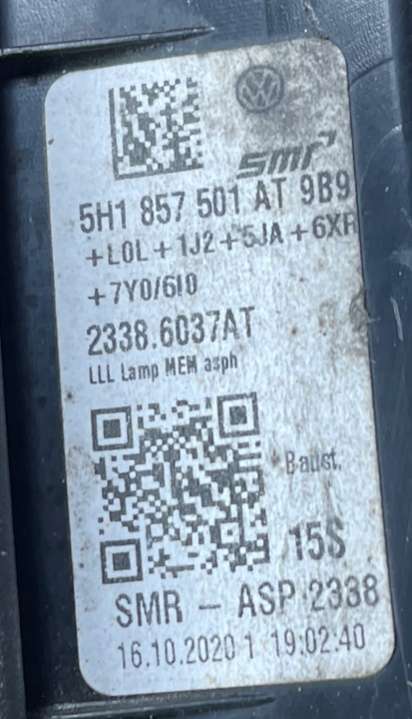 smr
5H1 857 501 AT 9B9
+L0L+1J2+5JA+6XR
+7Y0/6I0
2338.6037AT
LLL Lamp MEM asph
Baust.
15S
SMR - ASP 2338
16.10.2020 1 19:02:40